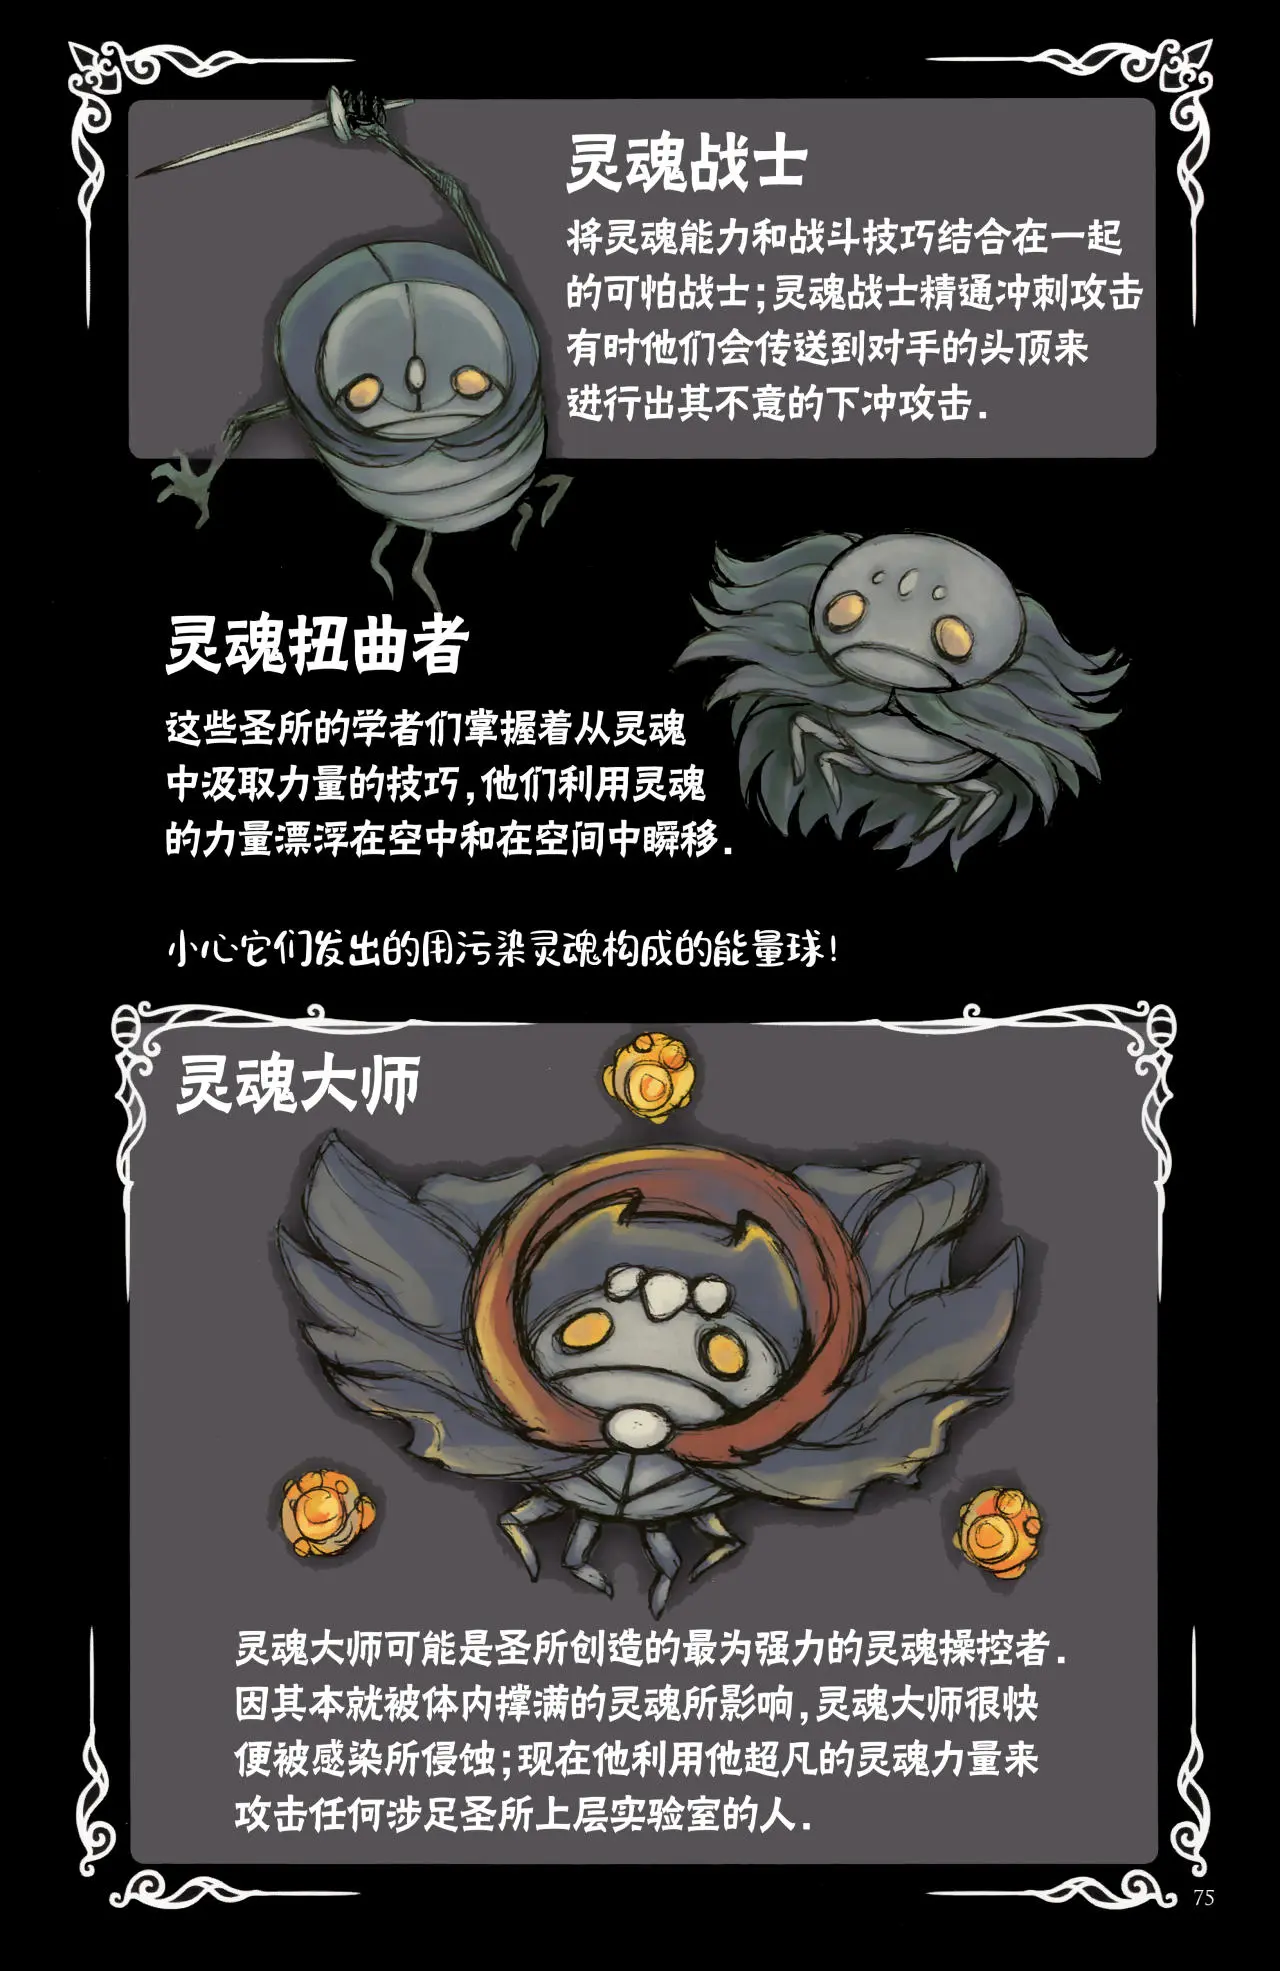 灵魂战士
将灵魂能力和战斗技巧结合在一起
的可怕战士;灵魂战士精通冲刺攻击
有时他们会传送到对手的头顶来
进行出其不意的下冲攻击.
灵魂扭曲者
这些圣所的学者们掌握着从灵魂
中汲取力量的技巧,他们利用灵魂
的力量漂浮在空中和在空间中瞬移.
小心它们发出的用污染灵魂构成的能量球!
灵魂大师
灵魂大师可能是圣所创造的最为强力的灵魂操控者.
因其本就被体内撑满的灵魂所影响,灵魂大师很快
便被感染所侵蚀;现在他利用他超凡的灵魂力量来
攻击任何涉足圣所上层实验室的人.
75